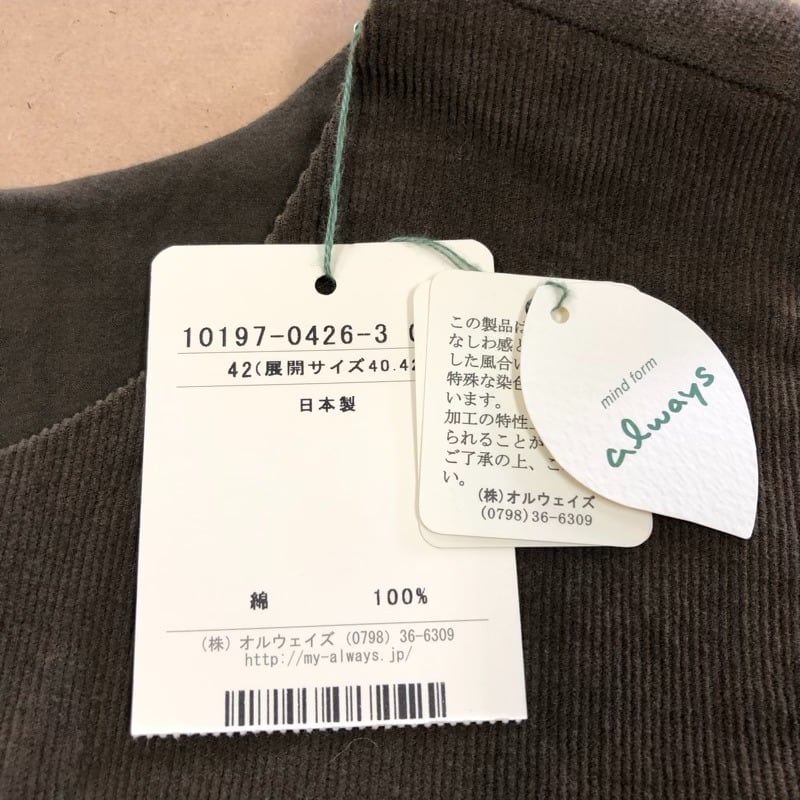 10197-0426-3
42(展開サイズ40.42
日本製
綿 100%
(株) オルウェイズ (0798) 36-6309
http://my-always.jp/
この製品は
なしわ感と
した風合い
特殊な染色
います。
加工の特性上
られることが
ご了承の上、こ
い。
(株)オルウェイズ
(0798)36-6309
mind form
always